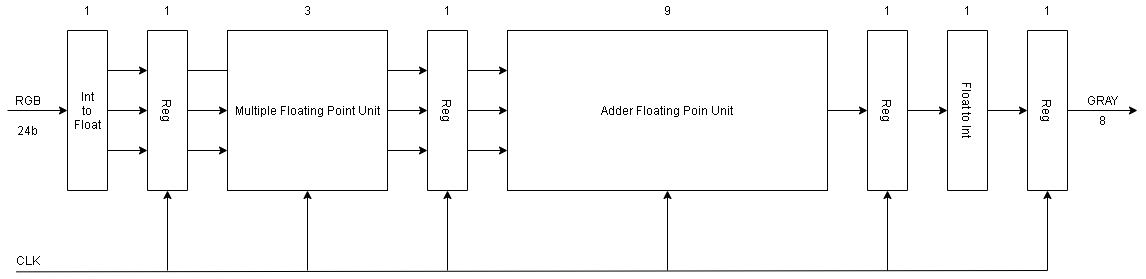 1
1
3
1
9
1
1
1
RGB
24b
Int
to
Float
Reg
Multiple Floating Point Unit
Reg
Adder Floating Poin Unit
Reg
Float to Int
Reg
GRAY
8
CLK